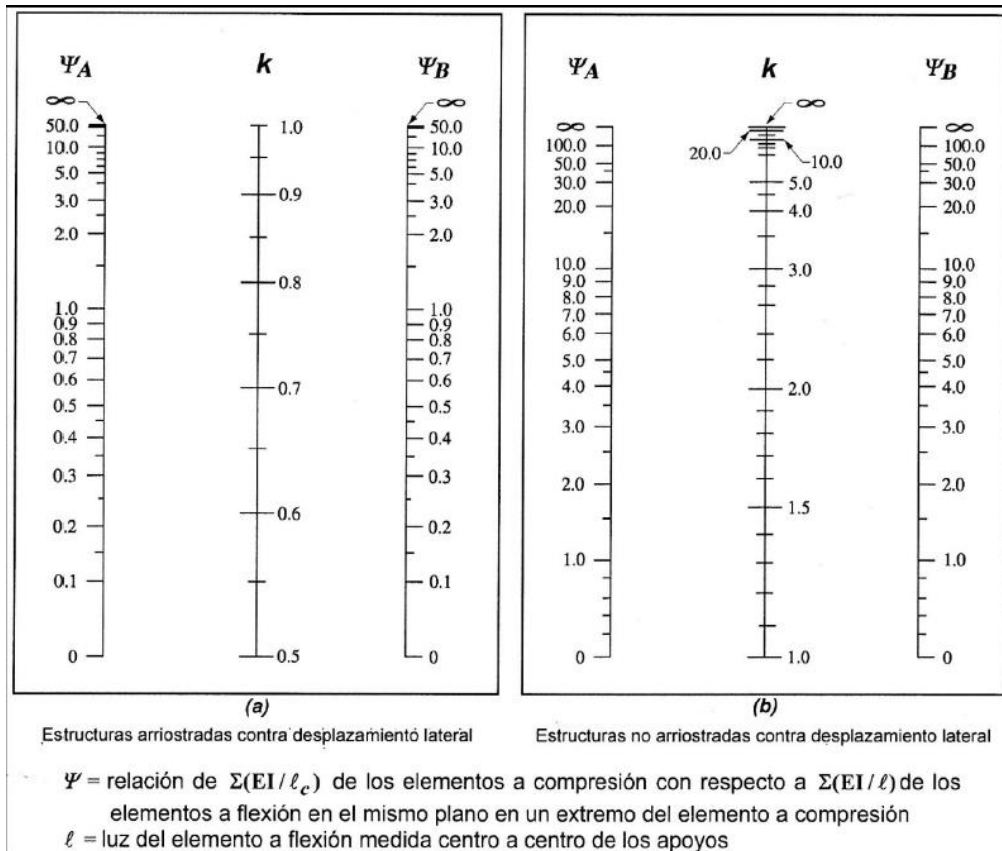 Ψ_A k Ψ_B
∞ ∞
50.0 1.0 50.0
10.0 10.0
5.0 0.9 5.0
3.0 3.0
2.0 2.0
0.8
1.0 1.0
0.9 0.9
0.8 0.8
0.7 0.7
0.7
0.6 0.6
0.5 0.5
0.4 0.4
0.3 0.3
0.6
0.2 0.2
0.1 0.1
0 0.5 0
(a)
Estructuras arriostradas contra desplazamiento lateral
Ψ_A k Ψ_B
∞
∞ ∞
100.0 20.0 10.0 100.0
50.0 50.0
30.0 5.0 30.0
20.0 4.0 20.0
10.0 3.0 10.0
9.0 9.0
8.0 8.0
7.0 7.0
6.0 6.0
5.0 5.0
4.0 2.0 4.0
3.0 3.0
2.0 2.0
1.5
1.0 1.0
0 1.0 0
(b)
Estructuras no arriostradas contra desplazamiento lateral
Ψ = relación de Σ(EI/ℓ_c) de los elementos a compresión con respecto a Σ(EI/ℓ) de los
elementos a flexión en el mismo plano en un extremo del elemento a compresión
ℓ = luz del elemento a flexión medida centro a centro de los apoyos